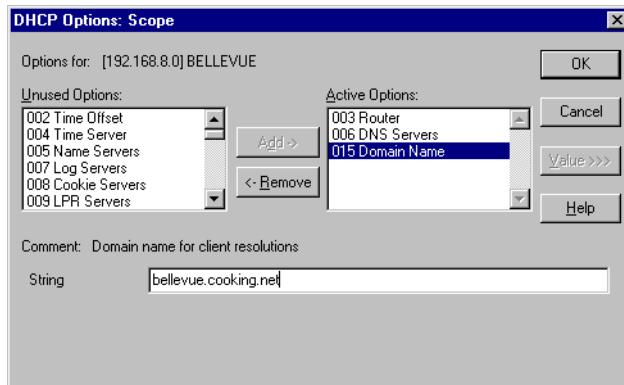 DHCP Options: Scope
Options for: [192.168.8.0] BELLEVUE
OK
Unused Options:
002 Time Offset
004 Time Server
005 Name Servers
007 Log Servers
008 Cookie Servers
009 LPR Servers
Add ->
<- Remove
Active Options:
003 Router
006 DNS Servers
015 Domain Name
Cancel
Value >>>
Help
Comment: Domain name for client resolutions
String
bellevue.cooking.net